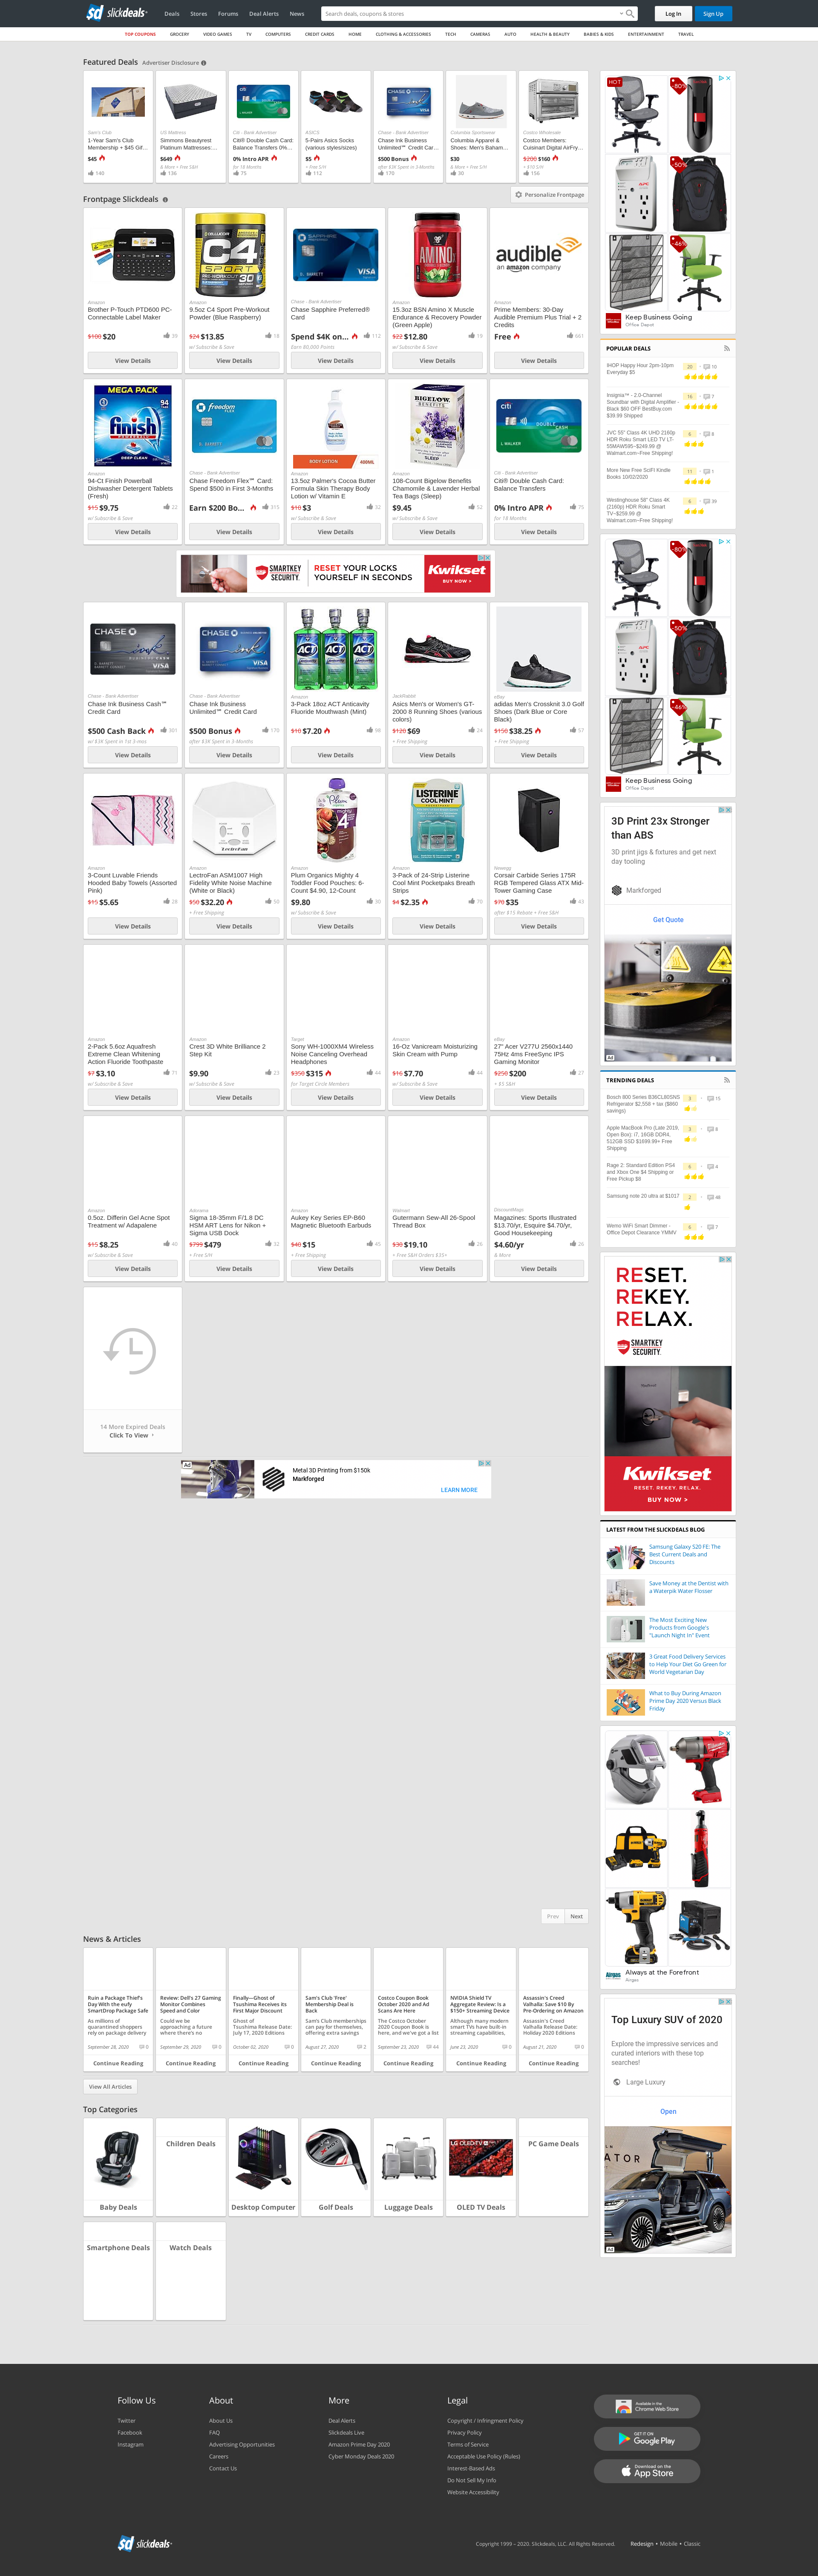 slickdeals
Deals
Stores
Forums
Deal Alerts
News
Search deals, coupons & stores
Log In
Sign Up
TOP COUPONS
GROCERY
VIDEO GAMES
TV
COMPUTERS
CREDIT CARDS
HOME
CLOTHING & ACCESSORIES
TECH
CAMERAS
AUTO
HEALTH & BEAUTY
BABIES & KIDS
ENTERTAINMENT
TRAVEL
Featured Deals Advertiser Disclosure
Sam's Club
1-Year Sam's Club
Membership + $45 Gif...
$45
140
US Mattress
Simmons Beautyrest
Platinum Mattresses:...
$649
& More + Free S&H
136
Citi - Bank Advertiser
Citi® Double Cash Card:
Balance Transfers 0%...
0% Intro APR
for 18 Months
75
ASICS
5-Pairs Asics Socks
(various styles/sizes)
$5
+ Free S/H
112
Chase - Bank Advertiser
Chase Ink Business
Unlimited℠ Credit Car...
$500 Bonus
after $3K Spent in 3-Months
170
Columbia Sportswear
Columbia Apparel &
Shoes: Men's Baham...
$30
& More + Free S/H
30
Costco Wholesale
Costco Members:
Cuisinart Digital AirFry...
$200 $160
+ $10 S/H
156
Frontpage Slickdeals
Personalize Frontpage
Amazon
Brother P-Touch PTD600 PC-
Connectable Label Maker
$100 $20
39
View Details
Amazon
9.5oz C4 Sport Pre-Workout
Powder (Blue Raspberry)
$24 $13.85
18
w/ Subscribe & Save
View Details
Chase - Bank Advertiser
Chase Sapphire Preferred®
Card
Spend $4K on...
112
Earn 60,000 Points
View Details
Amazon
15.3oz BSN Amino X Muscle
Endurance & Recovery Powder
(Green Apple)
$22 $12.80
19
w/ Subscribe & Save
View Details
audible
an amazon company
Amazon
Prime Members: 30-Day
Audible Premium Plus Trial + 2
Credits
Free
661
View Details
Amazon
94-Ct Finish Powerball
Dishwasher Detergent Tablets
(Fresh)
$15 $9.75
22
w/ Subscribe & Save
View Details
Chase - Bank Advertiser
Chase Freedom Flex℠ Card:
Spend $500 in First 3-Months
Earn $200 Bo...
315
View Details
BODY LOTION 400ML
Amazon
13.5oz Palmer's Cocoa Butter
Formula Skin Therapy Body
Lotion w/ Vitamin E
$10 $3
32
w/ Subscribe & Save
View Details
Amazon
108-Count Bigelow Benefits
Chamomile & Lavender Herbal
Tea Bags (Sleep)
$9.45
52
w/ Subscribe & Save
View Details
Citi - Bank Advertiser
Citi® Double Cash Card:
Balance Transfers
0% Intro APR
75
for 18 Months
View Details
SMARTKEY SECURITY
RESET YOUR LOCKS
YOURSELF IN SECONDS
Kwikset
BUY NOW >
Chase - Bank Advertiser
Chase Ink Business Cash℠
Credit Card
$500 Cash Back
301
w/ $3K Spent in 1st 3-mos
View Details
Chase - Bank Advertiser
Chase Ink Business
Unlimited℠ Credit Card
$500 Bonus
170
after $3K Spent in 3-Months
View Details
Amazon
3-Pack 18oz ACT Anticavity
Fluoride Mouthwash (Mint)
$10 $7.20
98
w/ Subscribe & Save
View Details
JackRabbit
Asics Men's or Women's GT-
2000 8 Running Shoes (various
colors)
$120 $69
24
+ Free Shipping
View Details
eBay
adidas Men's Crossknit 3.0 Golf
Shoes (Dark Blue or Core
Black)
$150 $38.25
57
+ Free Shipping
View Details
Amazon
3-Count Luvable Friends
Hooded Baby Towels (Assorted
Pink)
$15 $5.65
28
View Details
Amazon
LectroFan ASM1007 High
Fidelity White Noise Machine
(White or Black)
$50 $32.20
50
+ Free Shipping
View Details
Amazon
Plum Organics Mighty 4
Toddler Food Pouches: 6-
Count $4.90, 12-Count
$9.80
30
w/ Subscribe & Save
View Details
Amazon
3-Pack of 24-Strip Listerine
Cool Mint Pocketpaks Breath
Strips
$4 $2.35
70
w/ Subscribe & Save
View Details
Newegg
Corsair Carbide Series 175R
RGB Tempered Glass ATX Mid-
Tower Gaming Case
$70 $35
43
after $15 Rebate + Free S&H
View Details
Amazon
2-Pack 5.6oz Aquafresh
Extreme Clean Whitening
Action Fluoride Toothpaste
$7 $3.10
71
w/ Subscribe & Save
View Details
Amazon
Crest 3D White Brilliance 2
Step Kit
$9.90
23
w/ Subscribe & Save
View Details
Target
Sony WH-1000XM4 Wireless
Noise Canceling Overhead
Headphones
$350 $315
44
for Target Circle Members
View Details
Amazon
16-Oz Vanicream Moisturizing
Skin Cream with Pump
$16 $7.70
44
w/ Subscribe & Save
View Details
eBay
27" Acer V277U 2560x1440
75Hz 4ms FreeSync IPS
Gaming Monitor
$250 $200
27
+ $5 S&H
View Details
Amazon
0.5oz. Differin Gel Acne Spot
Treatment w/ Adapalene
$15 $8.25
40
w/ Subscribe & Save
View Details
Adorama
Sigma 18-35mm F/1.8 DC
HSM ART Lens for Nikon +
Sigma USB Dock
$799 $479
32
+ Free S/H
View Details
Amazon
Aukey Key Series EP-B60
Magnetic Bluetooth Earbuds
$40 $15
45
+ Free Shipping
View Details
Walmart
Gutermann Sew-All 26-Spool
Thread Box
$30 $19.10
26
+ Free S&H Orders $35+
View Details
DiscountMags
Magazines: Sports Illustrated
$13.70/yr, Esquire $4.70/yr,
Good Housekeeping
$4.60/yr
26
& More
View Details
14 More Expired Deals
Click To View
Ad
Metal 3D Printing from $150k
Markforged
LEARN MORE
Prev
Next
News & Articles
Ruin a Package Thief's
Day With the eufy
SmartDrop Package Safe
As millions of
quarantined shoppers
rely on package delivery
September 28, 2020
0
Continue Reading
Review: Dell's 27 Gaming
Monitor Combines
Speed and Color
Could we be
approaching a future
where there's no
September 29, 2020
0
Continue Reading
Finally—Ghost of
Tsushima Receives its
First Major Discount
Ghost of
Tsushima Release Date:
July 17, 2020 Editions
October 02, 2020
0
Continue Reading
Sam's Club 'Free'
Membership Deal Is
Back
Sam's Club memberships
can pay for themselves,
offering extra savings
August 27, 2020
2
Continue Reading
Costco Coupon Book
October 2020 and Ad
Scans Are Here
The Costco October
2020 Coupon Book is
here, and we've got a list
September 23, 2020
44
Continue Reading
NVIDIA Shield TV
Aggregate Review: Is a
$150+ Streaming Device
Although many modern
smart TVs have built-in
streaming capabilities,
June 23, 2020
0
Continue Reading
Assassin's Creed
Valhalla: Save $10 By
Pre-Ordering on Amazon
Assassin's Creed
Valhalla Release Date:
Holiday 2020 Editions
August 21, 2020
0
Continue Reading
View All Articles
Top Categories
Baby Deals
Children Deals
Desktop Computer
Golf Deals
Luggage Deals
OLED TV Deals
PC Game Deals
Smartphone Deals
Watch Deals
HOT
-80%
-50%
-46%
Keep Business Going
Office Depot
POPULAR DEALS
IHOP Happy Hour 2pm-10pm
Everyday $5
20
10
Insignia™ - 2.0-Channel
Soundbar with Digital Amplifier -
Black $60 OFF BestBuy.com
$39.99 Shipped
16
7
JVC 55" Class 4K UHD 2160p
HDR Roku Smart LED TV LT-
55MAW595~$249.99 @
Walmart.com~Free Shipping!
6
8
More New Free SciFi Kindle
Books 10/02/2020
11
1
Westinghouse 58" Class 4K
(2160p) HDR Roku Smart
TV~$259.99 @
Walmart.com~Free Shipping!
6
39
-80%
-50%
-46%
Keep Business Going
Office Depot
3D Print 23x Stronger
than ABS
3D print jigs & fixtures and get next
day tooling
Markforged
Get Quote
Ad
TRENDING DEALS
Bosch 800 Series B36CL80SNS
Refrigerator $2,558 + tax ($860
savings)
3
15
Apple MacBook Pro (Late 2019,
Open Box): i7, 16GB DDR4,
512GB SSD $1699.99+ Free
Shipping
3
8
Rage 2: Standard Edition PS4
and Xbox One $4 Shipping or
Free Pickup $8
6
4
Samsung note 20 ultra at $1017
2
48
Wemo WiFi Smart Dimmer -
Office Depot Clearance YMMV
6
7
RESET.
REKEY.
RELAX.
SMARTKEY
SECURITY.
Kwikset
RESET. REKEY. RELAX.
BUY NOW >
LATEST FROM THE SLICKDEALS BLOG
Samsung Galaxy S20 FE: The
Best Current Deals and
Discounts
Save Money at the Dentist with
a Waterpik Water Flosser
The Most Exciting New
Products from Google's
"Launch Night In" Event
3 Great Food Delivery Services
to Help Your Diet Go Green for
World Vegetarian Day
What to Buy During Amazon
Prime Day 2020 Versus Black
Friday
Always at the Forefront
Airgas
Top Luxury SUV of 2020
Explore the impressive services and
curated interiors with these top
searches!
Large Luxury
Open
Ad
Follow Us
Twitter
Facebook
Instagram
About
About Us
FAQ
Advertising Opportunities
Careers
Contact Us
More
Deal Alerts
Slickdeals Live
Amazon Prime Day 2020
Cyber Monday Deals 2020
Legal
Copyright / Infringment Policy
Privacy Policy
Terms of Service
Acceptable Use Policy (Rules)
Interest-Based Ads
Do Not Sell My Info
Website Accessibility
Available in the
Chrome Web Store
GET IT ON
Google Play
Download on the
App Store
slickdeals
Copyright 1999 – 2020. Slickdeals, LLC. All Rights Reserved.
Redesign • Mobile • Classic